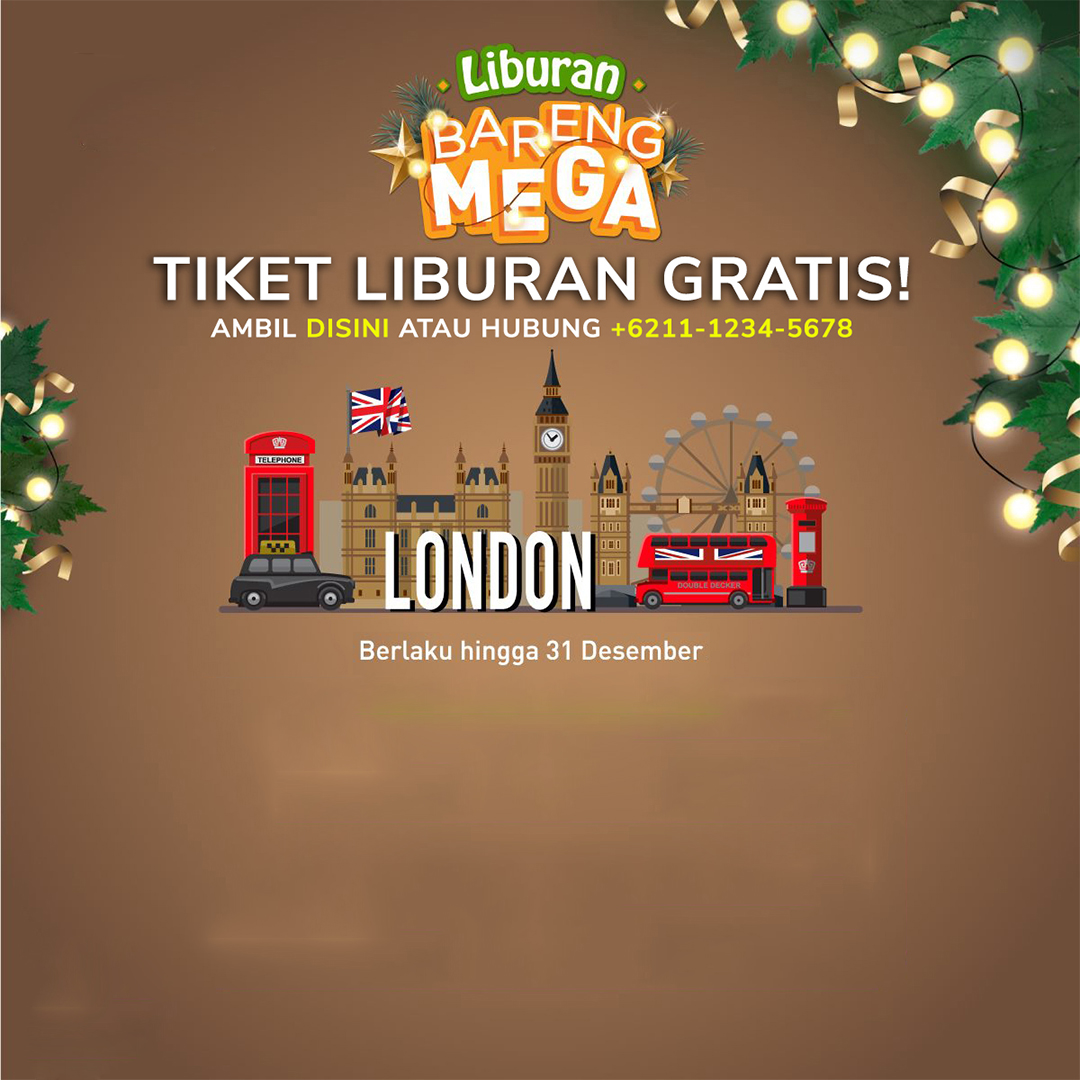 Liburan
BARENG
MEGA
TIKET LIBURAN GRATIS!
AMBIL DISINI ATAU HUBUNG +6211-1234-5678
TELEPHONE
LONDON
DOUBLE DECKER
Berlaku hingga 31 Desember